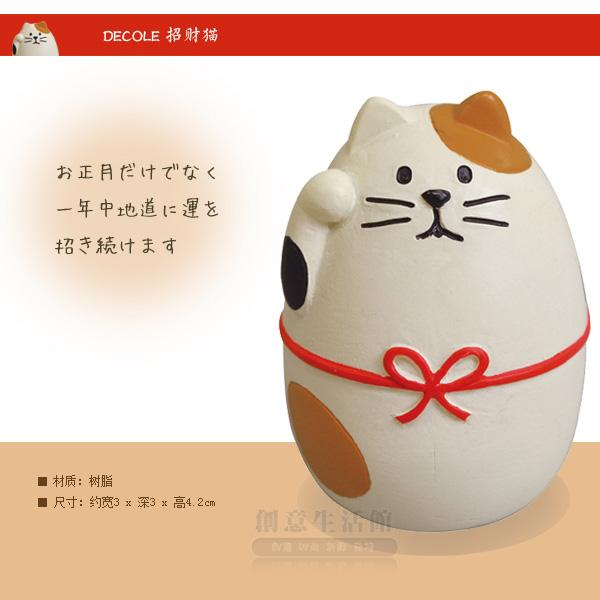 DECOLE 招财猫
お正月だけでなく
一年中地道に運を
招き続けます
■ 材质: 树脂
■ 尺寸: 约宽3 x 深3 x 高4.2cm
創意生活館